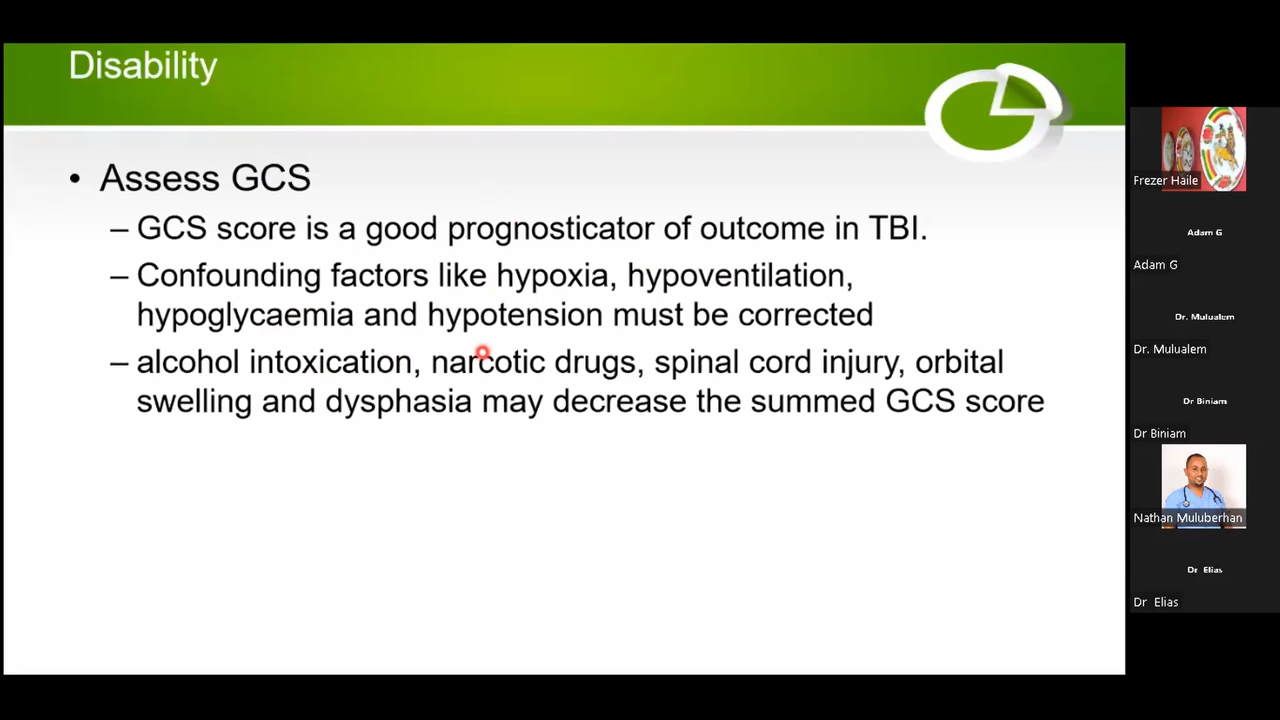 Disability
• Assess GCS
– GCS score is a good prognosticator of outcome in TBI.
– Confounding factors like hypoxia, hypoventilation,
hypoglycaemia and hypotension must be corrected
– alcohol intoxication, narcotic drugs, spinal cord injury, orbital
swelling and dysphasia may decrease the summed GCS score
Frezer Haile
Adam G
Adam G
Dr. Mulualem
Dr. Mulualem
Dr Biniam
Dr Biniam
Nathan Muluberhan
Dr Elias
Dr Elias